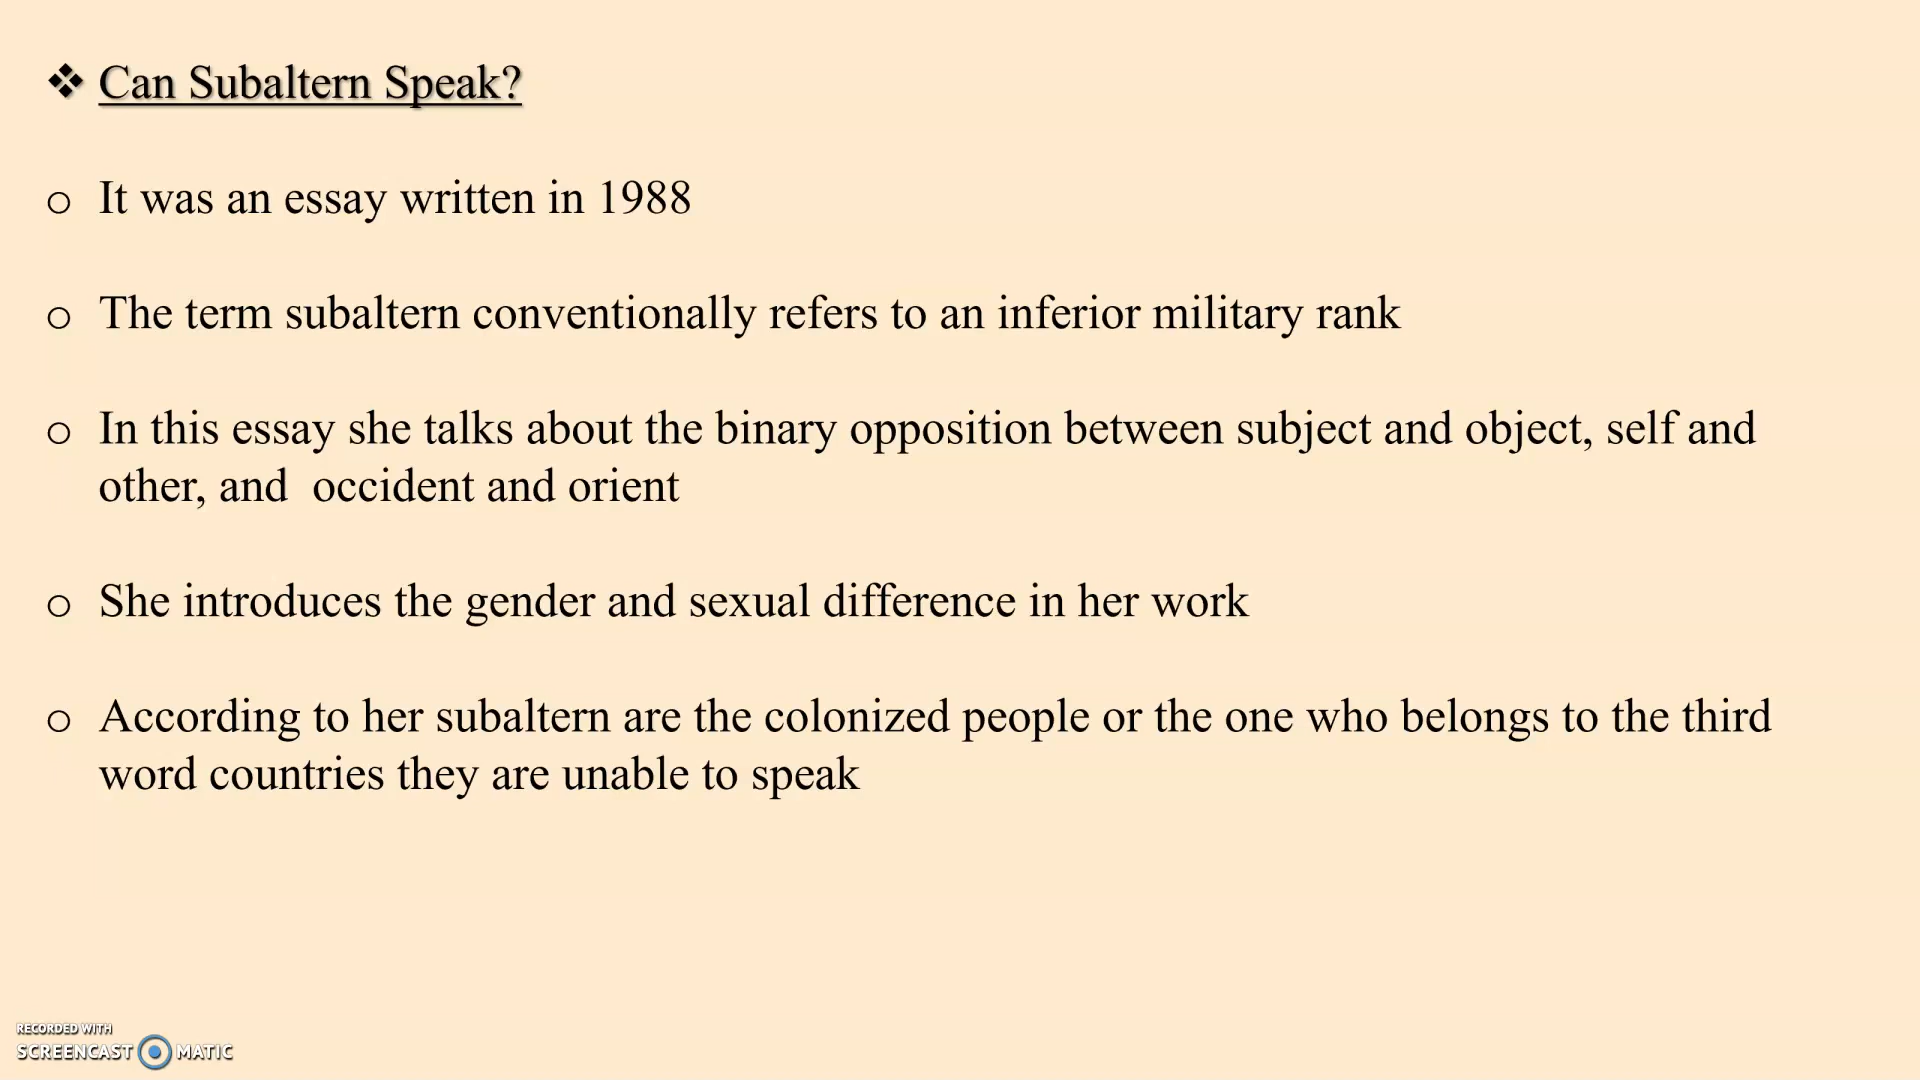 ❖ Can Subaltern Speak?
o It was an essay written in 1988
o The term subaltern conventionally refers to an inferior military rank
o In this essay she talks about the binary opposition between subject and object, self and
other, and  occident and orient
o She introduces the gender and sexual difference in her work
o According to her subaltern are the colonized people or the one who belongs to the third
word countries they are unable to speak
RECORDED WITH
SCREENCAST MATIC